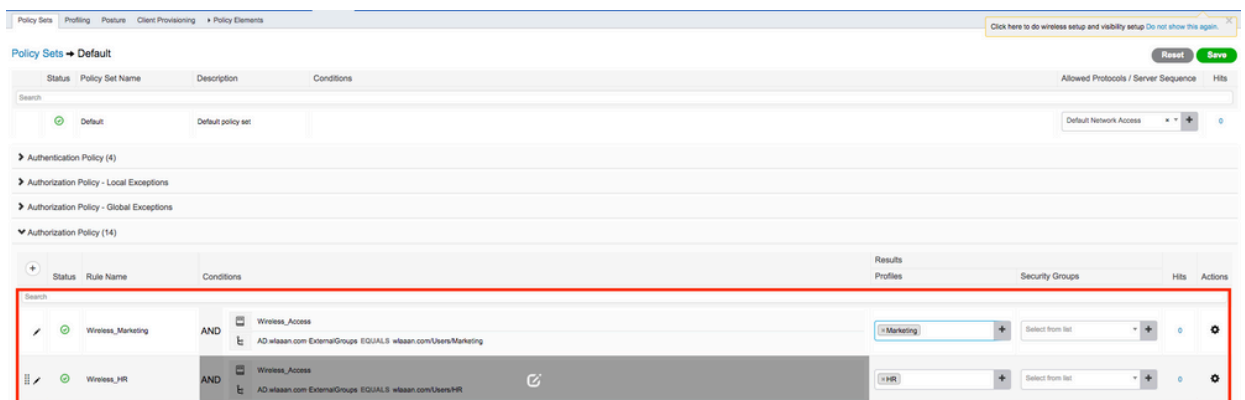 Policy Sets Profiling Posture Client Provisioning Policy Elements
Click here to do wireless setup and visibility setup Do not show this again.
Policy Sets → Default
Reset Save
Status Policy Set Name Description Conditions Allowed Protocols / Server Sequence Hits
Search
Default Default policy set Default Network Access × + 0
Authentication Policy (4)
Authorization Policy - Local Exceptions
Authorization Policy - Global Exceptions
Authorization Policy (14)
Results
+ Status Rule Name Conditions Profiles Security Groups Hits Actions
Search
Wireless_Access
Wireless_Marketing AND × Marketing + Select from list + 0
AD.wlaaan.com ExternalGroups EQUALS wlaaan.com/Users/Marketing
Wireless_Access
Wireless_HR AND × HR + Select from list + 0
AD.wlaaan.com ExternalGroups EQUALS wlaaan.com/Users/HR